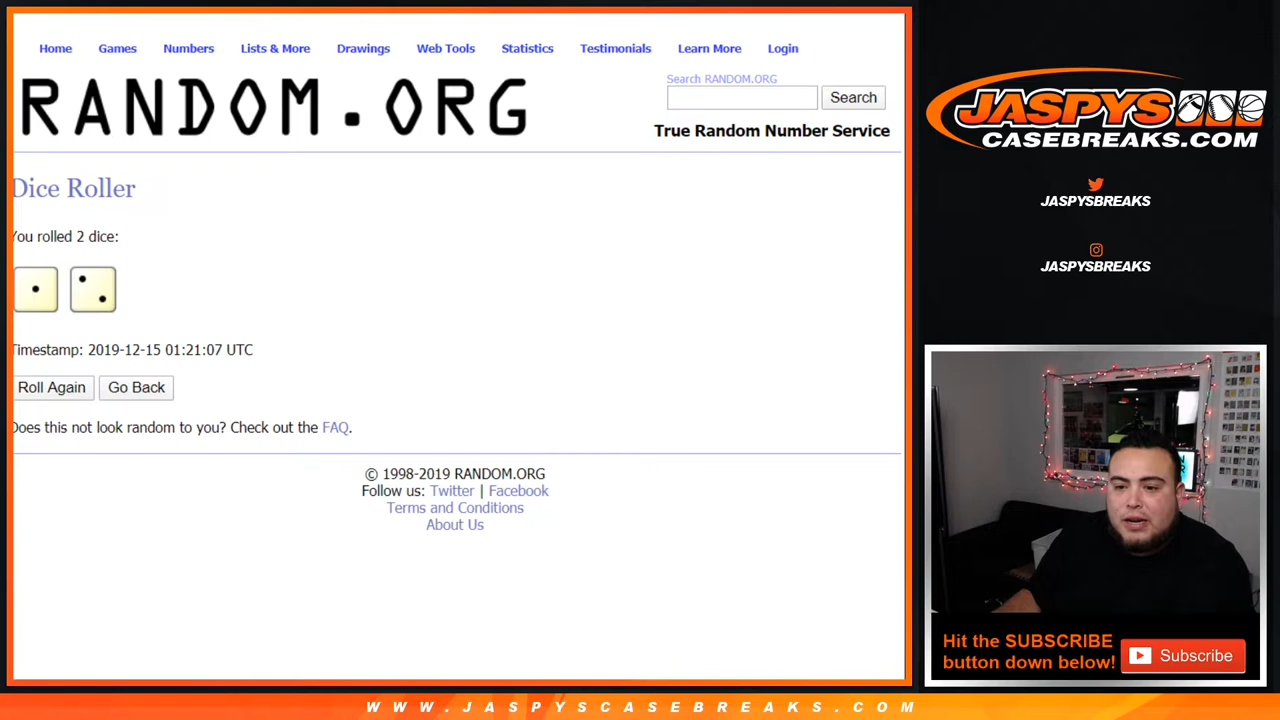 Home Games Numbers Lists & More Drawings Web Tools Statistics Testimonials Learn More Login
RANDOM.ORG
Search RANDOM.ORG
Search
True Random Number Service
Dice Roller
You rolled 2 dice:
Timestamp: 2019-12-15 01:21:07 UTC
Roll Again Go Back
Does this not look random to you? Check out the FAQ.
© 1998-2019 RANDOM.ORG
Follow us: Twitter | Facebook
Terms and Conditions
About Us
JASPYS
CASEBREAKS.COM
JASPYSBREAKS
JASPYSBREAKS
Hit the SUBSCRIBE
button down below!
Subscribe
WWW.JASPYSCASEBREAKS.COM